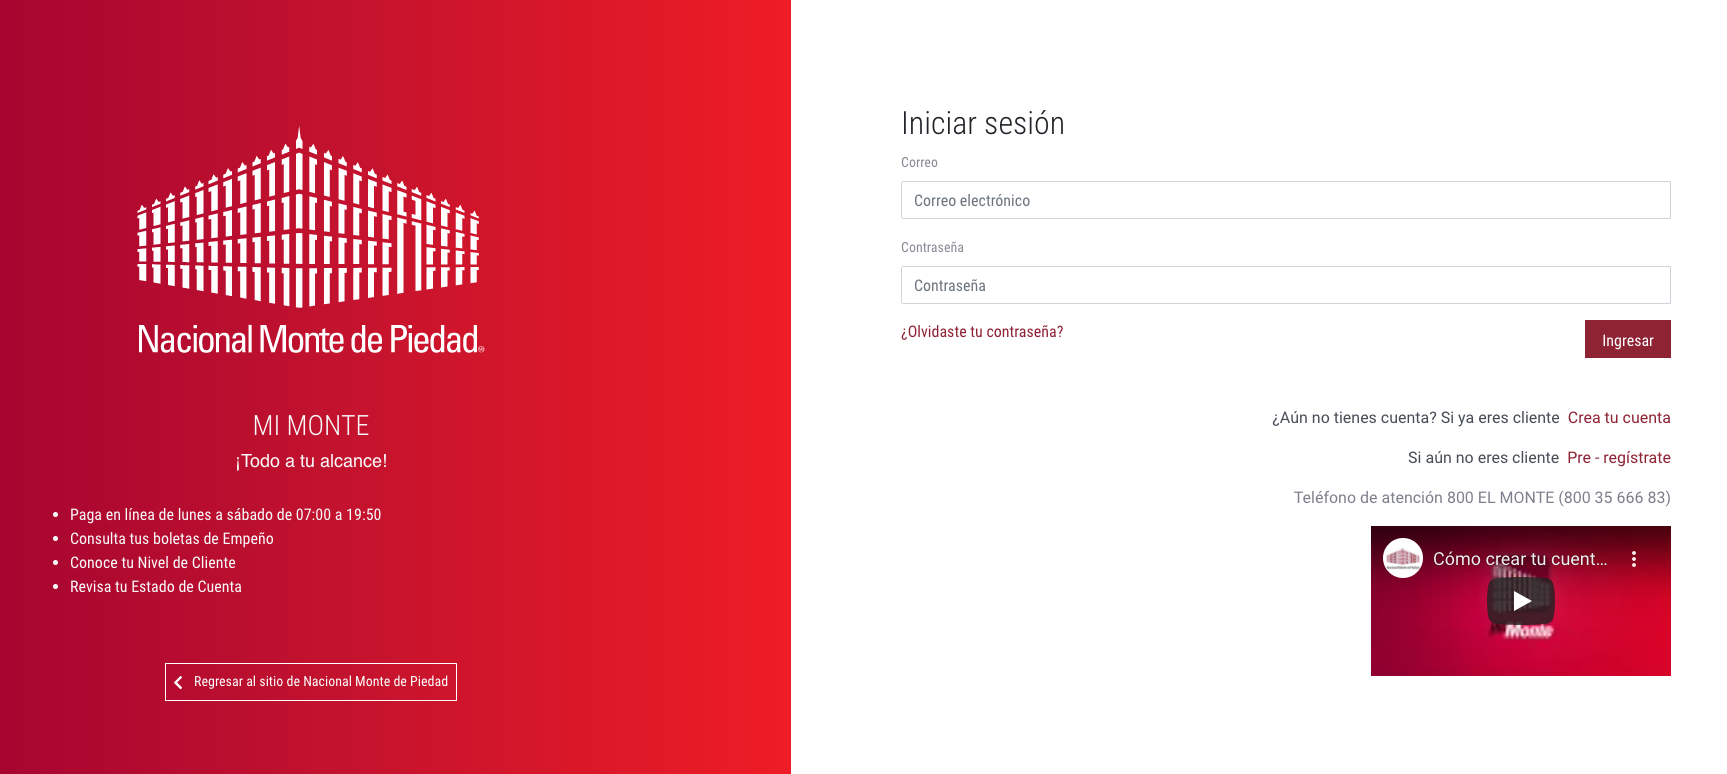 Nacional Monte de Piedad
MI MONTE
¡Todo a tu alcance!
Paga en línea de lunes a sábado de 07:00 a 19:50
Consulta tus boletas de Empeño
Conoce tu Nivel de Cliente
Revisa tu Estado de Cuenta
Regresar al sitio de Nacional Monte de Piedad
Iniciar sesión
Correo
Correo electrónico
Contraseña
Contraseña
¿Olvidaste tu contraseña?
Ingresar
¿Aún no tienes cuenta? Si ya eres cliente Crea tu cuenta
Si aún no eres cliente Pre - regístrate
Teléfono de atención 800 EL MONTE (800 35 666 83)
Cómo crear tu cuent...
Monte